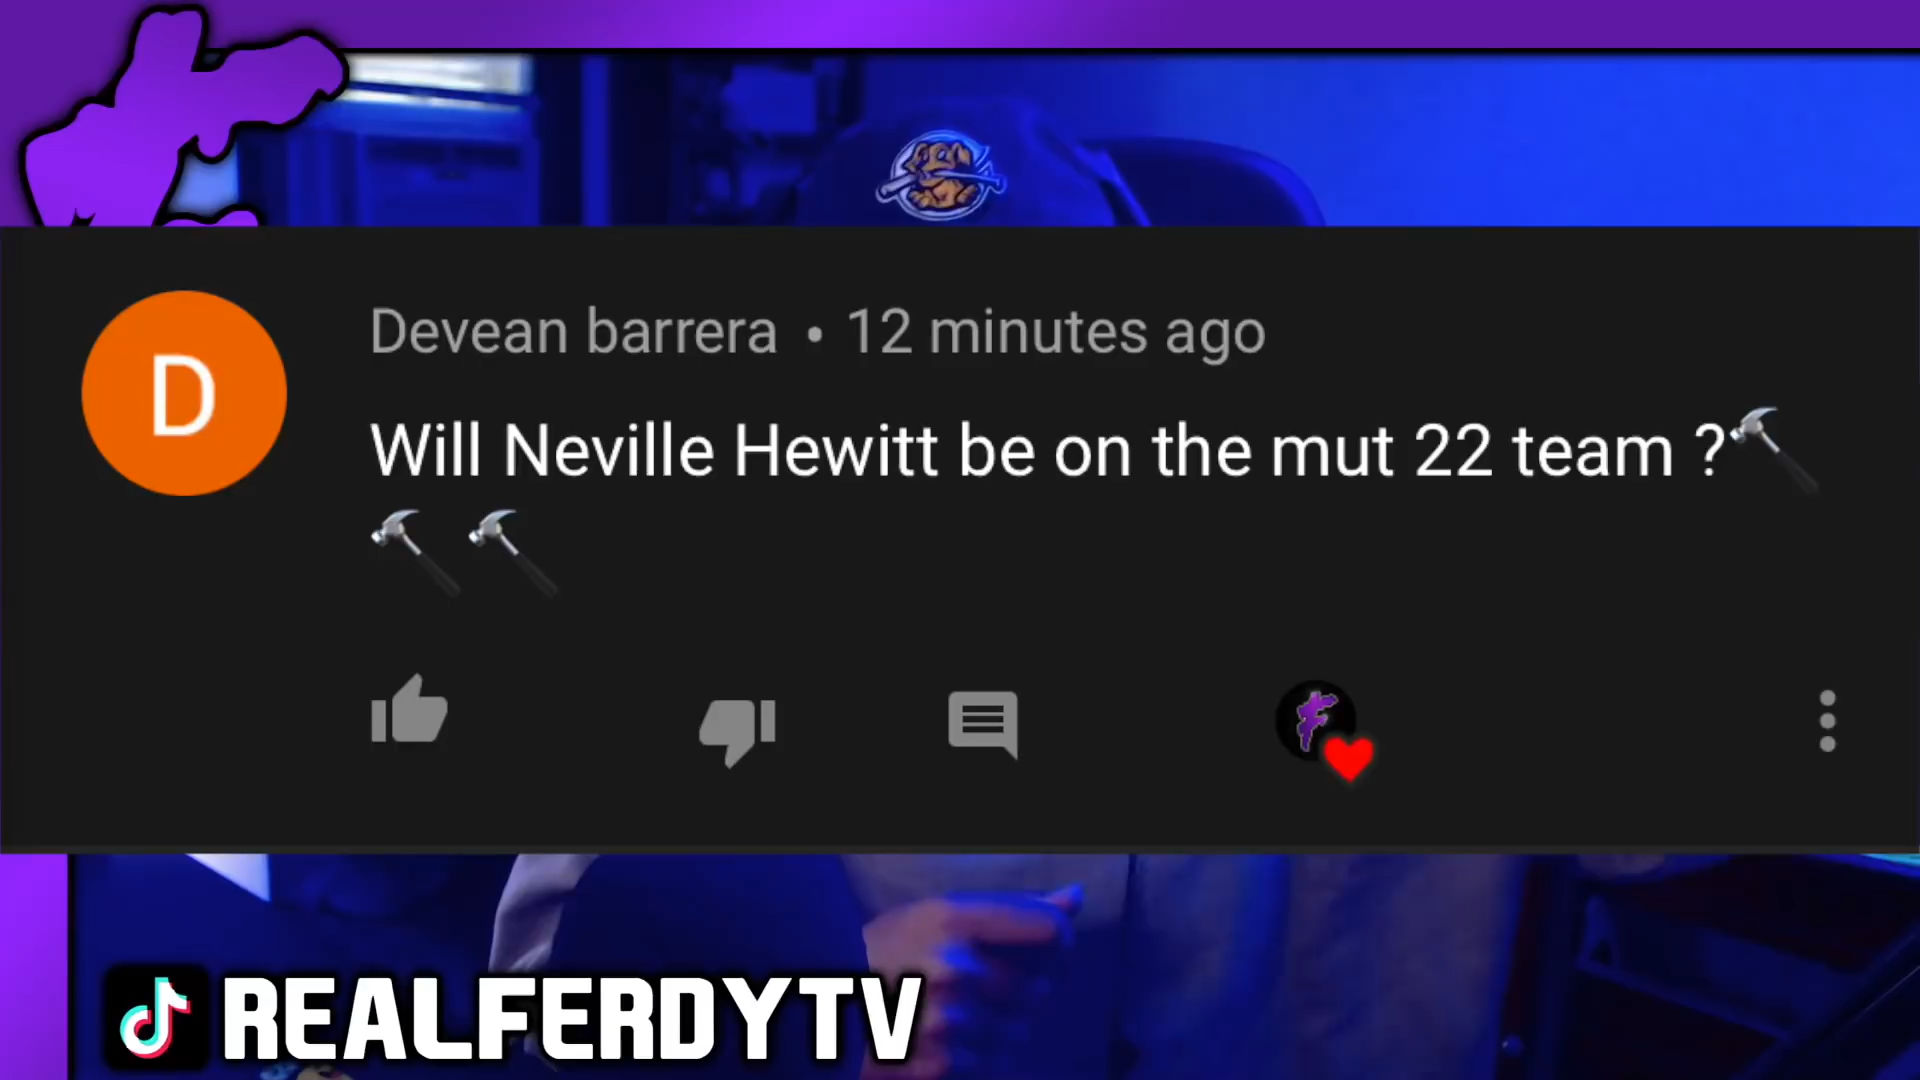 D
Devean barrera • 12 minutes ago
Will Neville Hewitt be on the mut 22 team ?🔨
🔨🔨
REALFERDYTV